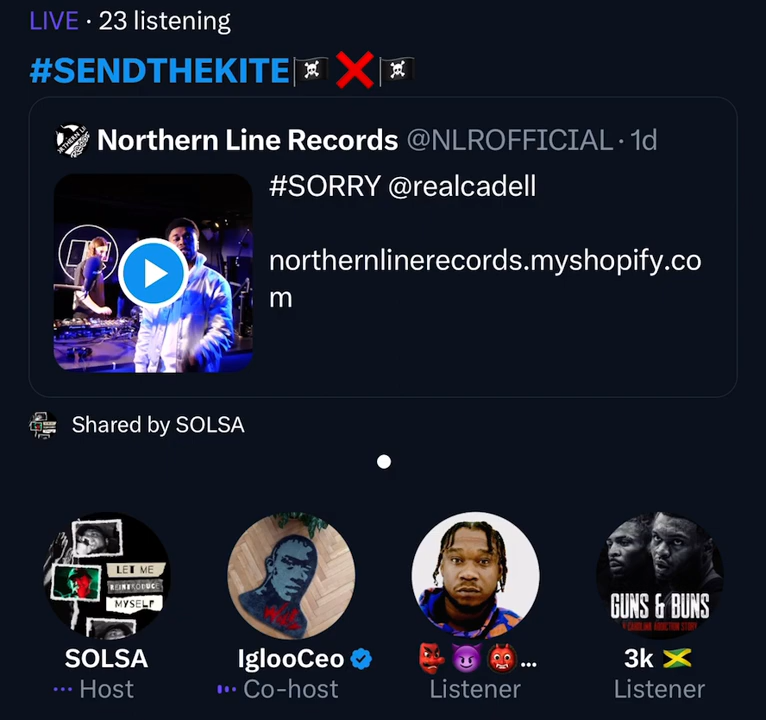 LIVE · 23 listening
#SENDTHEKITE🏴‍☠️❌🏴‍☠️
Northern Line Records @NLROFFICIAL · 1d
#SORRY @realcadell
northernlinerecords.myshopify.co
m
Shared by SOLSA
LET ME
REINTRODUCE
MYSELF
GUNS & BUNS
SOLSA
IglooCeo
👺😈👹...
3k 🇯🇲
Host
Co-host
Listener
Listener